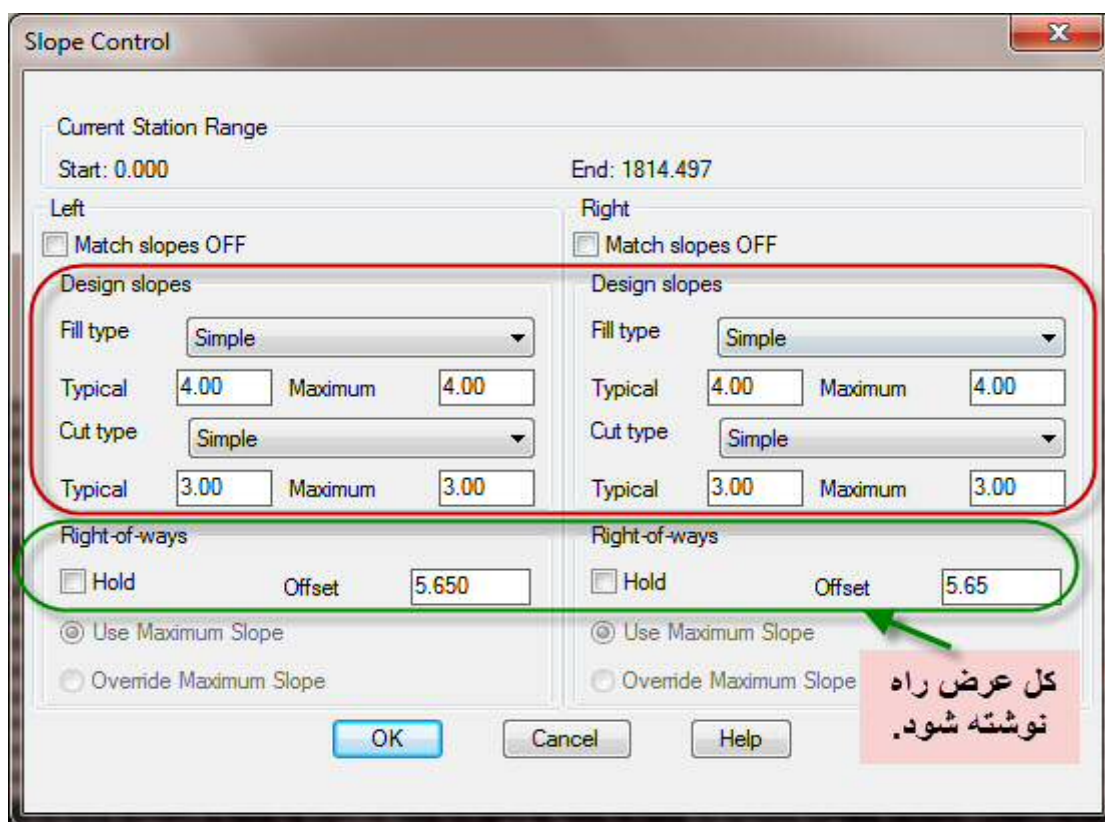 Slope Control
Current Station Range
Start: 0.000 End: 1814.497
Left Right
Match slopes OFF Match slopes OFF
Design slopes Design slopes
Fill type Simple Fill type Simple
Typical 4.00 Maximum 4.00 Typical 4.00 Maximum 4.00
Cut type Simple Cut type Simple
Typical 3.00 Maximum 3.00 Typical 3.00 Maximum 3.00
Right-of-ways Right-of-ways
Hold Offset 5.650 Hold Offset 5.65
Use Maximum Slope Use Maximum Slope
Override Maximum Slope Override Maximum Slope
کل عرض راه
نوشته شود.
OK Cancel Help